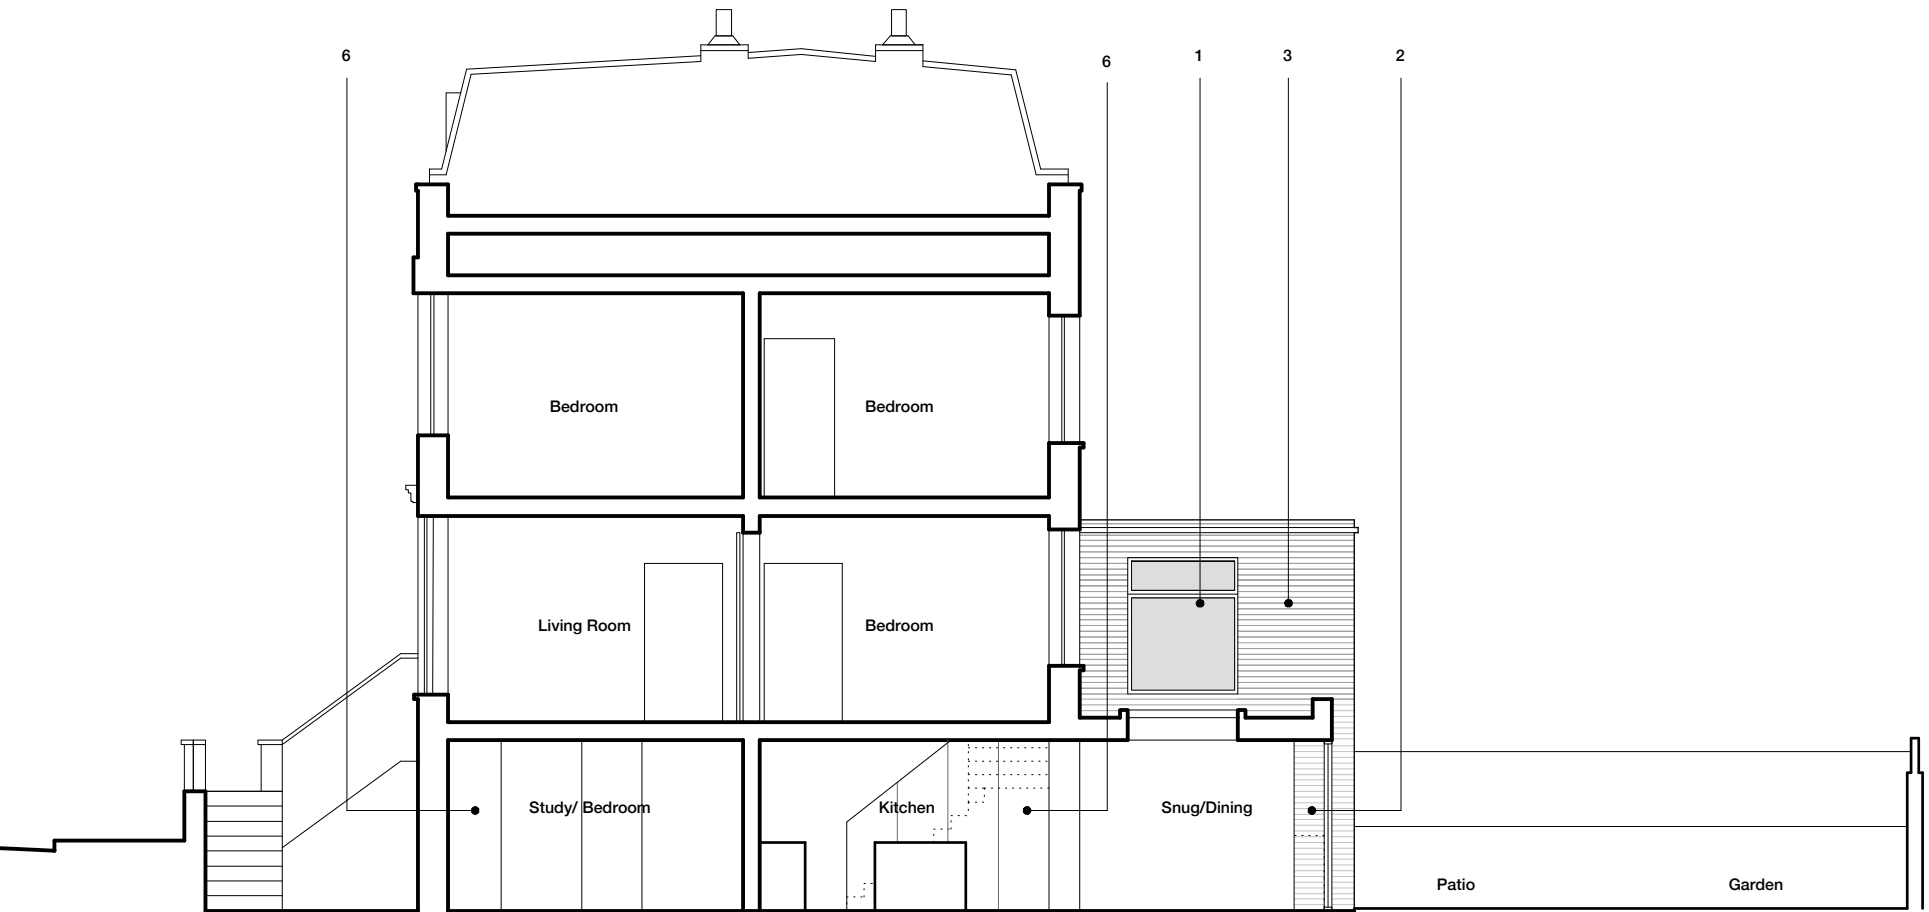 6
6
1
3
2
Bedroom
Bedroom
Living Room
Bedroom
Study/ Bedroom
Kitchen
Snug/Dining
Patio
Garden